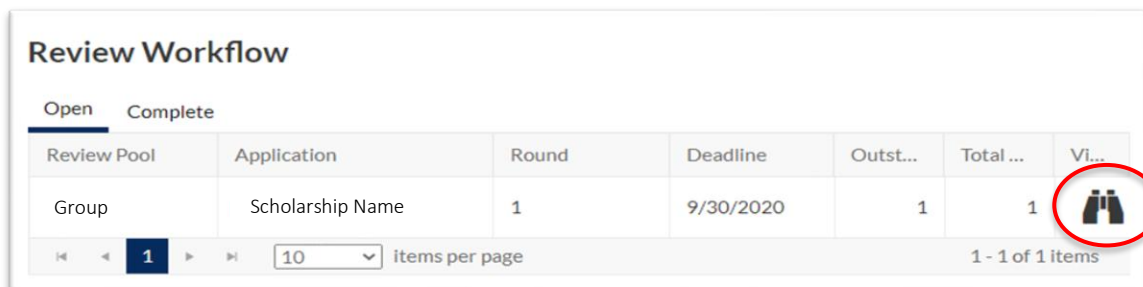 Review Workflow
Open Complete
Review Pool Application Round Deadline Outst... Total ... Vi...
Group Scholarship Name 1 9/30/2020 1 1
1 10 items per page 1 - 1 of 1 items